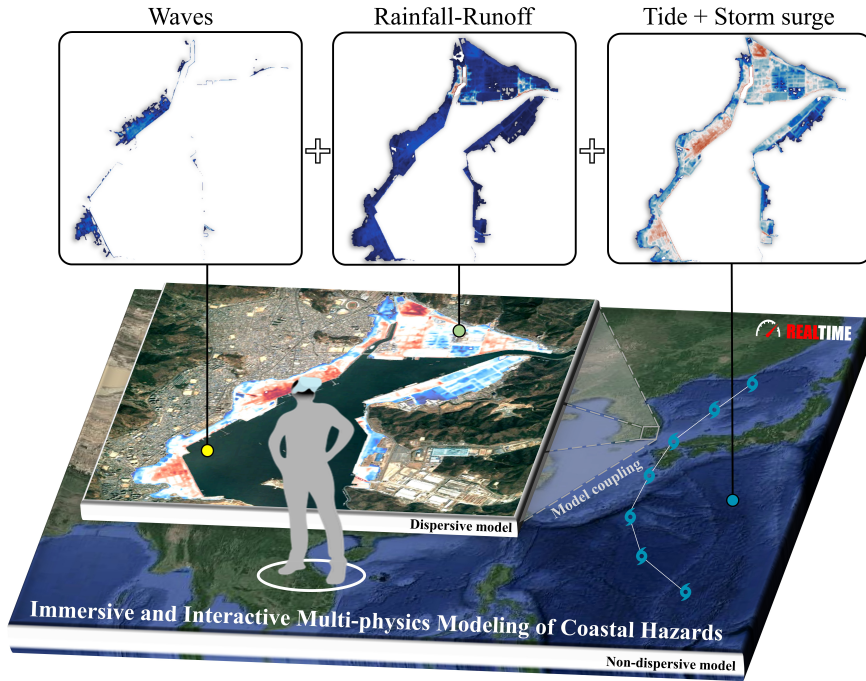 Waves
Rainfall-Runoff
Tide + Storm surge
REALTIME
Model coupling
Dispersive model
Immersive and Interactive Multi-physics Modeling of Coastal Hazards
Non-dispersive model